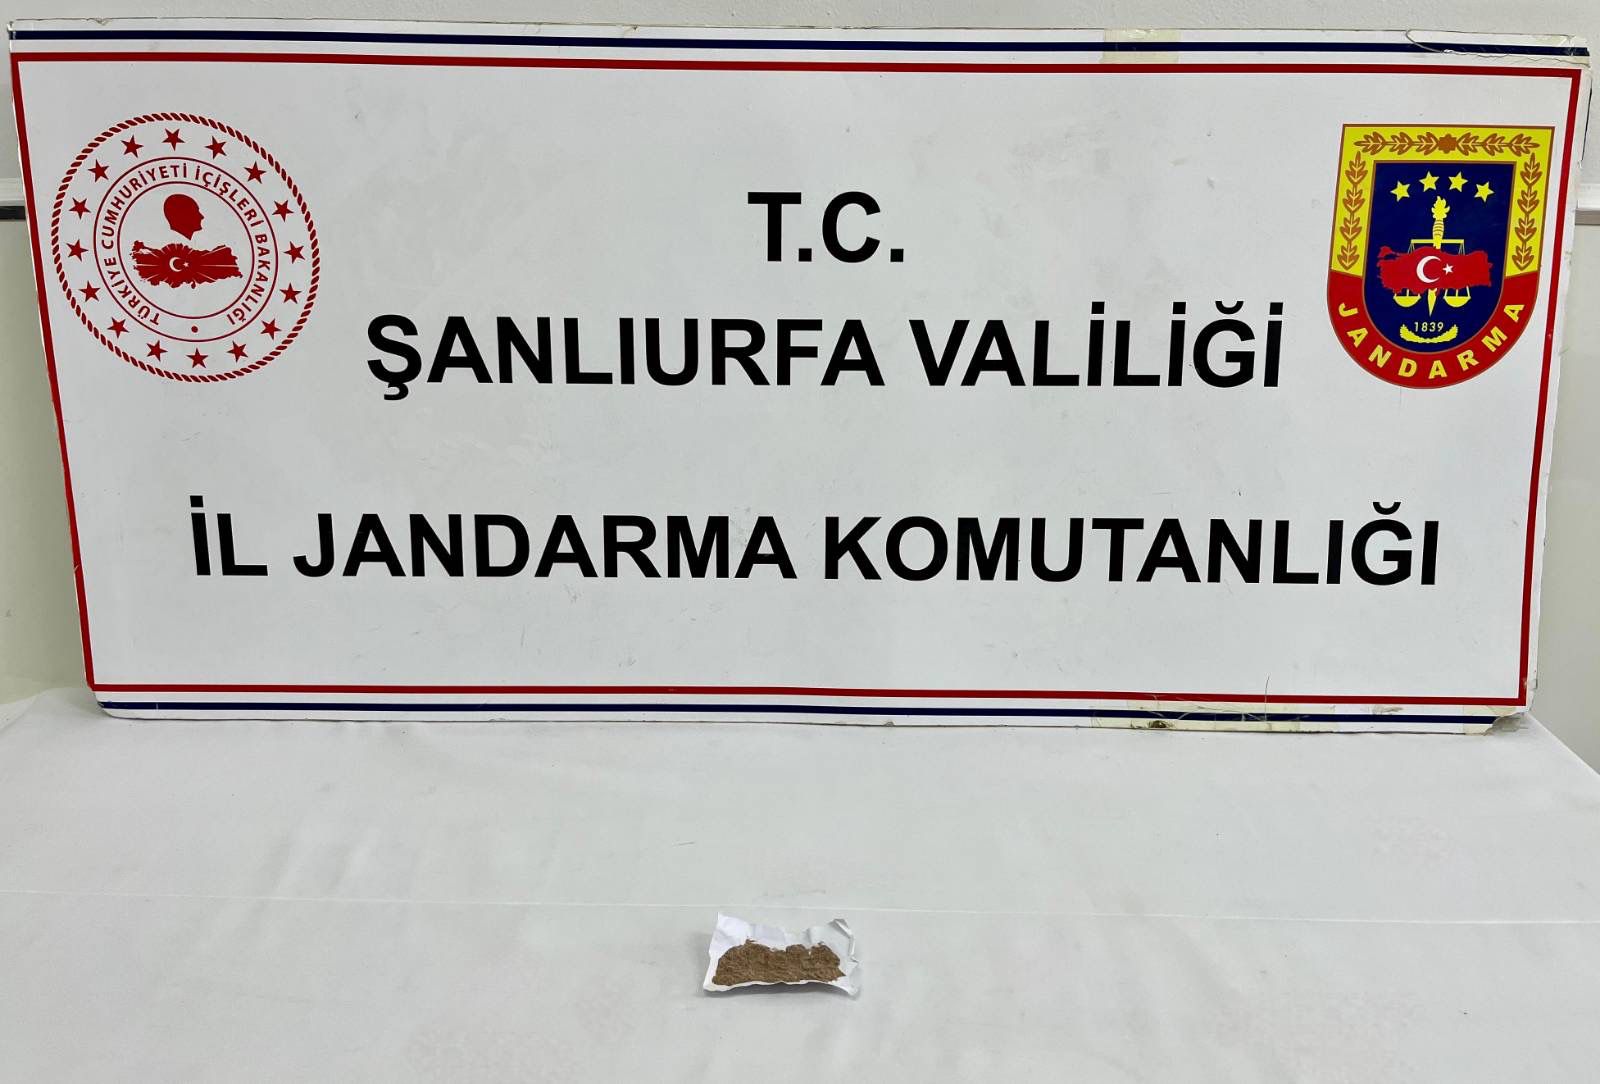 TÜRKİYE CUMHURİYETİ İÇİŞLERİ BAKANLIĞI
T.C.
ŞANLIURFA VALİLİĞİ
İL JANDARMA KOMUTANLIĞI
1839
JANDARMA